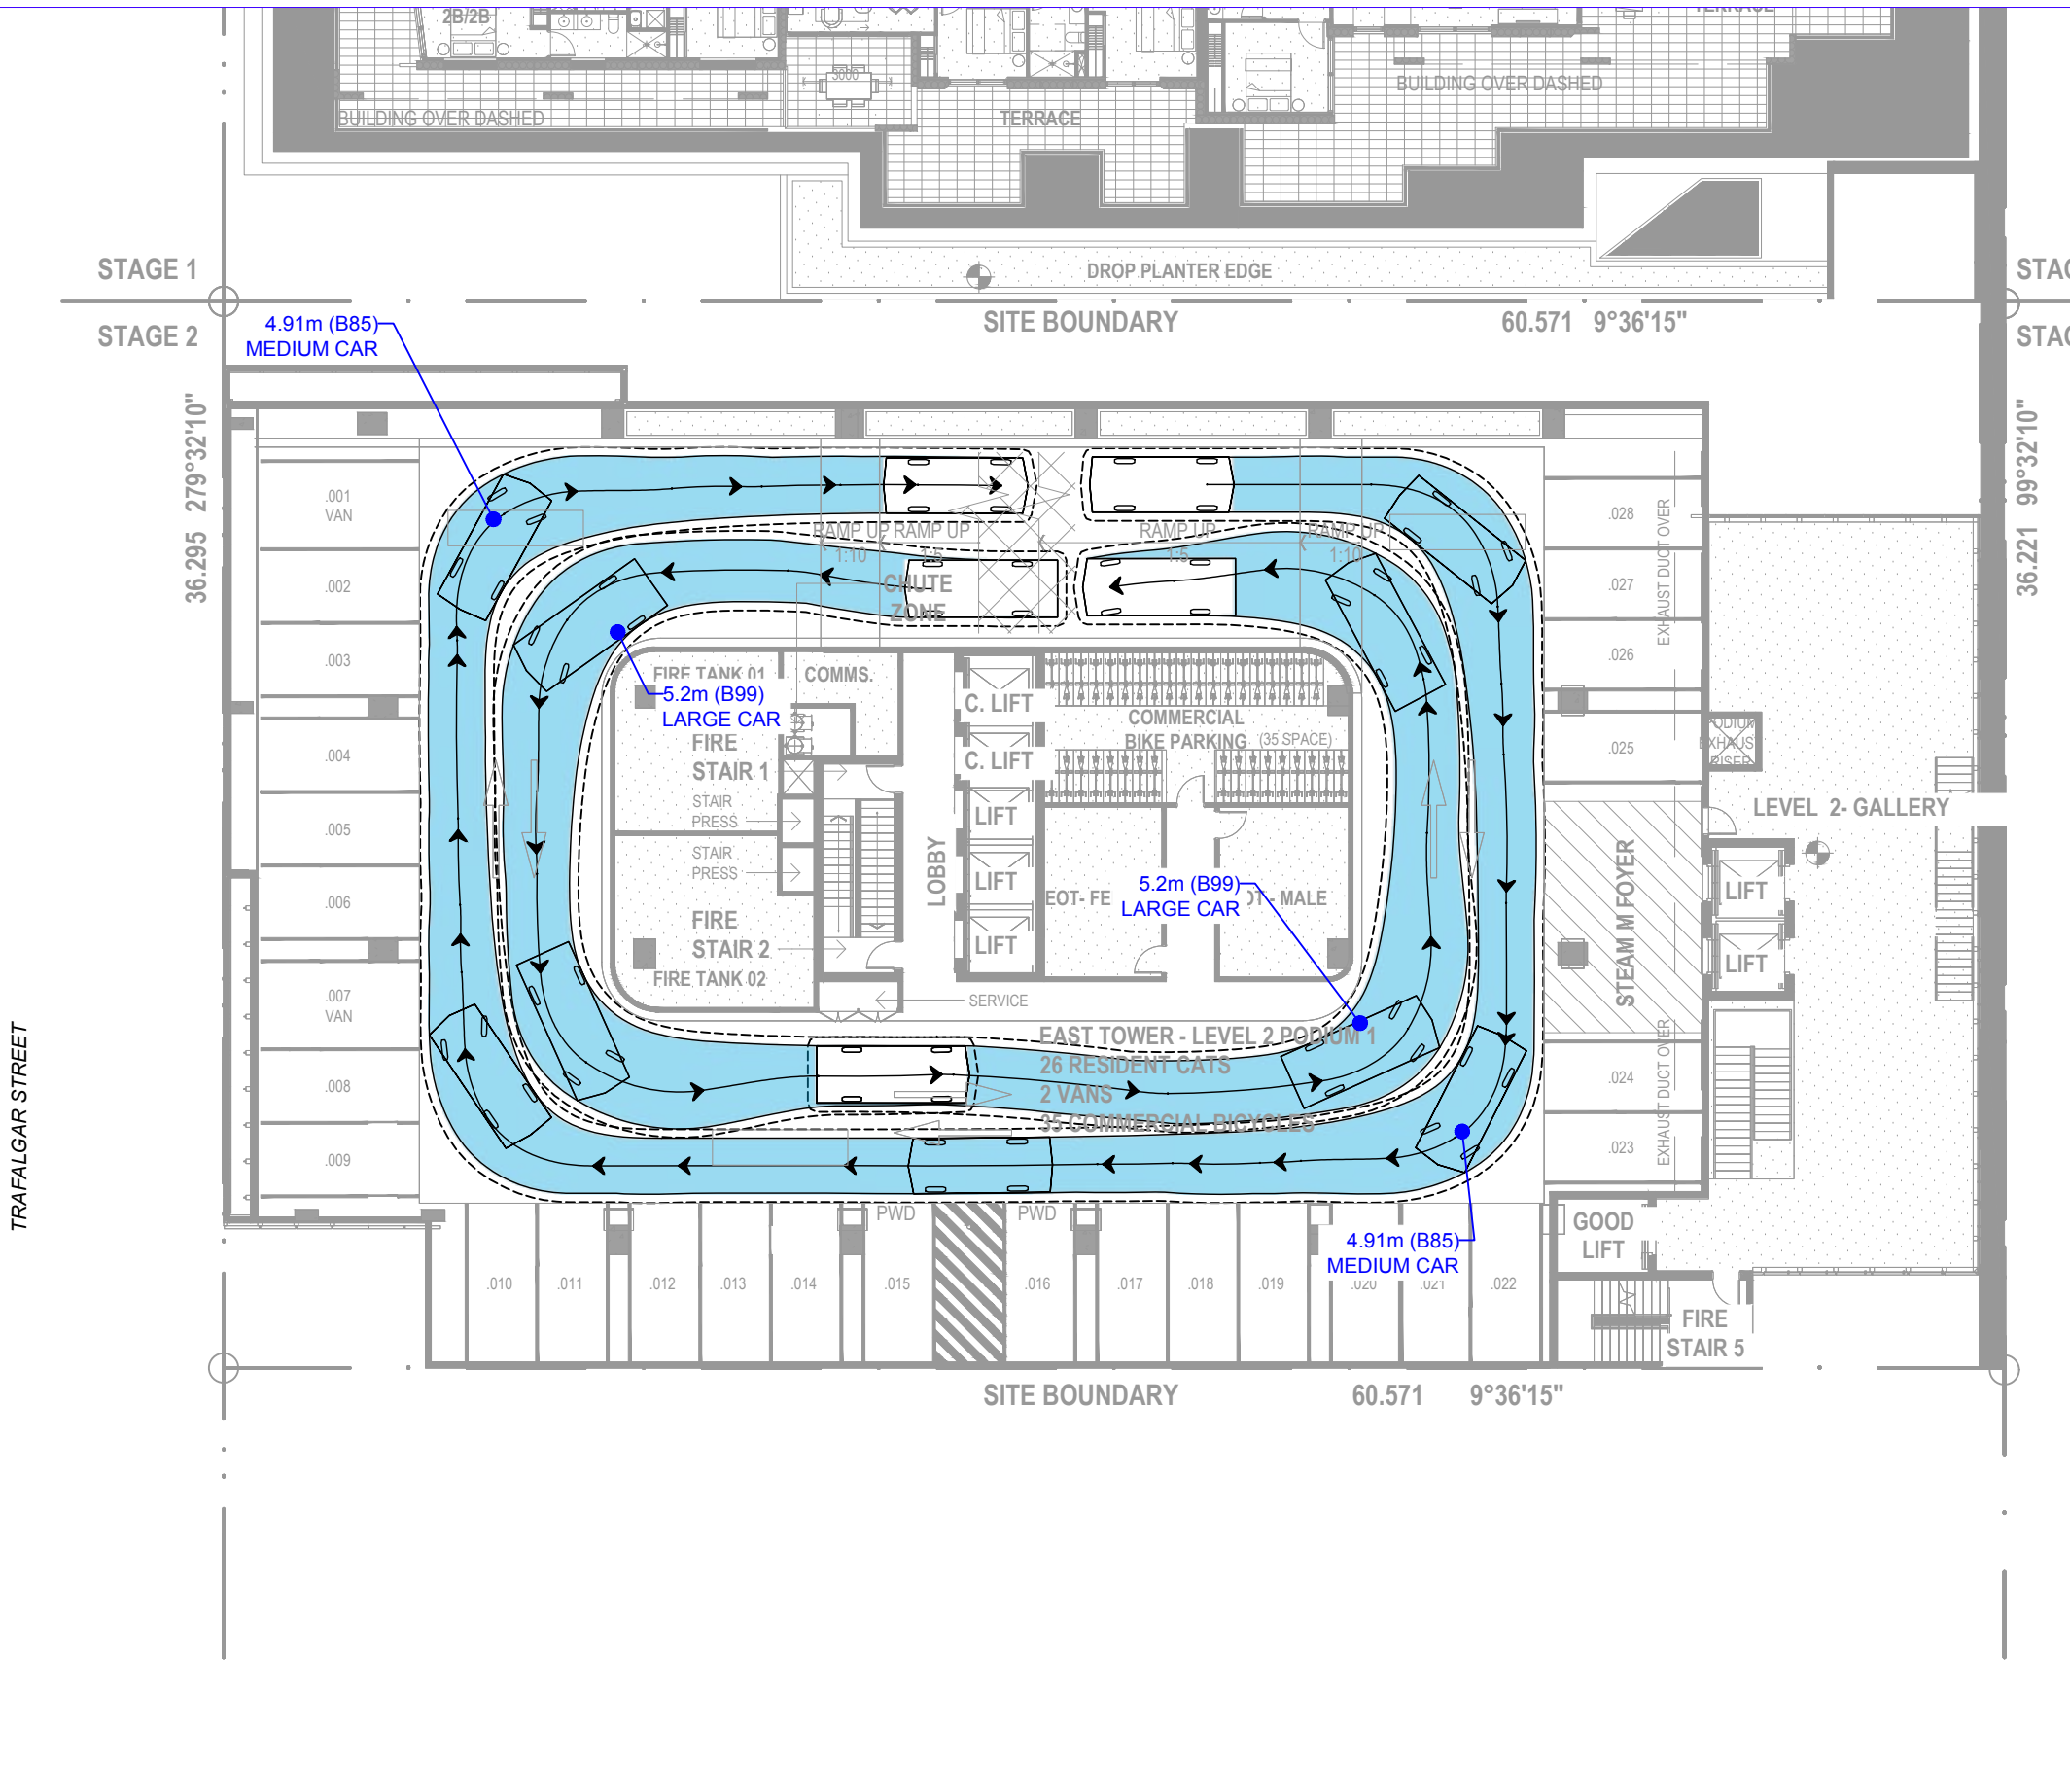 2B/2B
3000
TERRACE
BUILDING OVER DASHED
BUILDING OVER DASHED
TERRACE
DROP PLANTER EDGE
STAGE 1
STAGE 2
SITE BOUNDARY
60.571 9°36'15"
4.91m (B85)
MEDIUM CAR
36.295 279°32'10"
36.221 99°32'10"
.001
VAN
.002
.003
.004
.005
.006
.007
VAN
.008
.009
RAMP UP
1:10
RAMP UP
1:5
RAMP UP
1:5
RAMP UP
1:10
CHUTE
ZONE
FIRE TANK 01
COMMS.
5.2m (B99)
LARGE CAR
FIRE
STAIR 1
STAIR
PRESS
STAIR
PRESS
FIRE
STAIR 2
FIRE TANK 02
SERVICE
LOBBY
C. LIFT
C. LIFT
LIFT
LIFT
LIFT
COMMERCIAL
BIKE PARKING (35 SPACE)
EOT- FE
OT - MALE
5.2m (B99)
LARGE CAR
EAST TOWER - LEVEL 2 PODIUM 1
26 RESIDENT CATS
2 VANS
35 COMMERCIAL BICYCLES
.028
.027
.026
.025
EXHAUST DUCT OVER
STEAM M FOYER
LEVEL 2- GALLERY
LIFT
LIFT
.024
.023
EXHAUST DUCT OVER
GOOD
LIFT
FIRE
STAIR 5
4.91m (B85)
MEDIUM CAR
PWD
PWD
.010
.011
.012
.013
.014
.015
.016
.017
.018
.019
.020
.021
.022
SITE BOUNDARY
60.571 9°36'15"
TRAFALGAR STREET